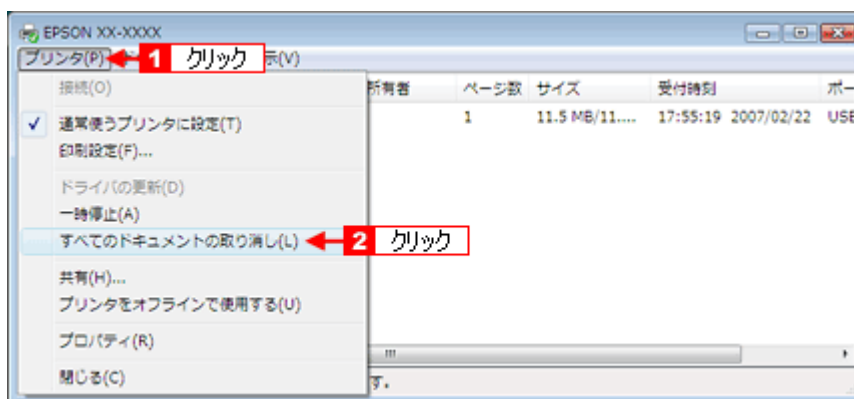 EPSON XX-XXXX
プリンタ(P) 1 クリック 示(V)
所有者 ページ数 サイズ 受付時刻 ポー
1 11.5 MB/11.... 17:55:19 2007/02/22 USB
接続(O)
✓ 通常使うプリンタに設定(T)
印刷設定(F)...
ドライバの更新(D)
一時停止(A)
すべてのドキュメントの取り消し(L) 2 クリック
共有(H)...
プリンタをオフラインで使用する(U)
プロパティ(R)
閉じる(C)
す。